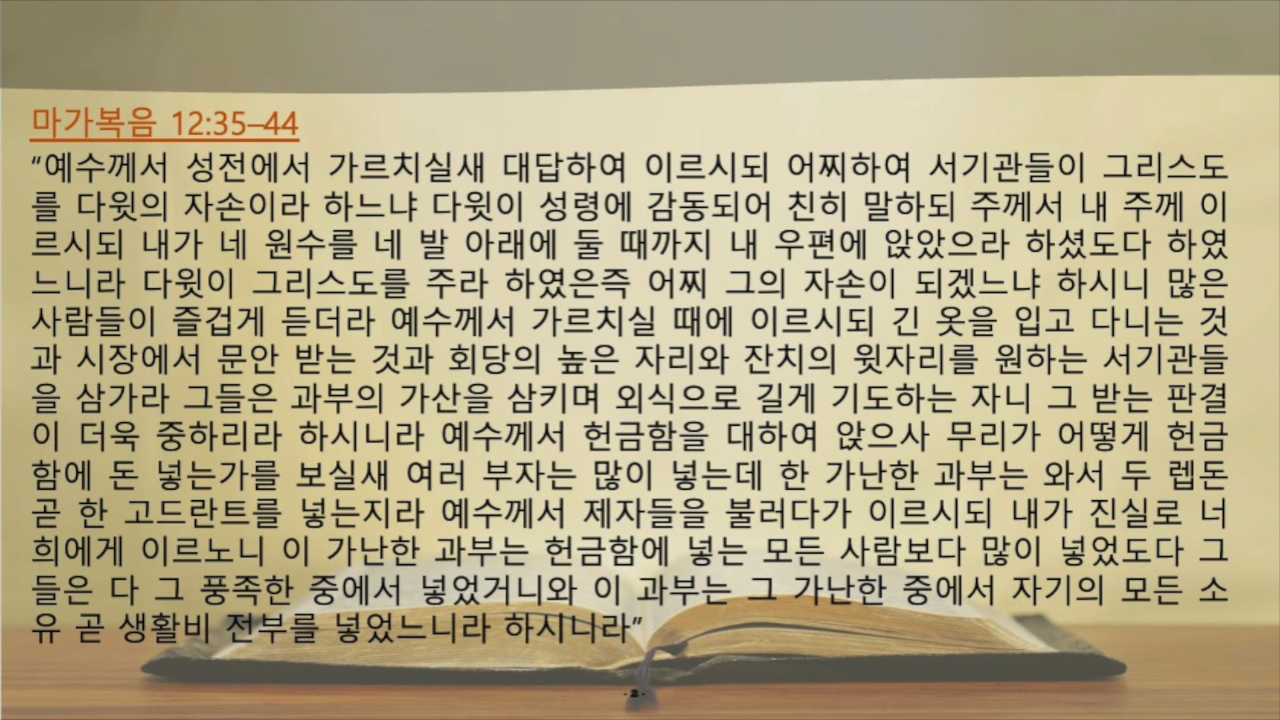 마가복음 12:35–44
“예수께서 성전에서 가르치실새 대답하여 이르시되 어찌하여 서기관들이 그리스도
를 다윗의 자손이라 하느냐 다윗이 성령에 감동되어 친히 말하되 주께서 내 주께 이
르시되 내가 네 원수를 네 발 아래에 둘 때까지 내 우편에 앉았으라 하셨도다 하였
느니라 다윗이 그리스도를 주라 하였은즉 어찌 그의 자손이 되겠느냐 하시니 많은
사람들이 즐겁게 듣더라 예수께서 가르치실 때에 이르시되 긴 옷을 입고 다니는 것
과 시장에서 문안 받는 것과 회당의 높은 자리와 잔치의 윗자리를 원하는 서기관들
을 삼가라 그들은 과부의 가산을 삼키며 외식으로 길게 기도하는 자니 그 받는 판결
이 더욱 중하리라 하시니라 예수께서 헌금함을 대하여 앉으사 무리가 어떻게 헌금
함에 돈 넣는가를 보실새 여러 부자는 많이 넣는데 한 가난한 과부는 와서 두 렙돈
곧 한 고드란트를 넣는지라 예수께서 제자들을 불러다가 이르시되 내가 진실로 너
희에게 이르노니 이 가난한 과부는 헌금함에 넣는 모든 사람보다 많이 넣었도다 그
들은 다 그 풍족한 중에서 넣었거니와 이 과부는 그 가난한 중에서 자기의 모든 소
유 곧 생활비 전부를 넣었느니라 하시니라”
- 2 -